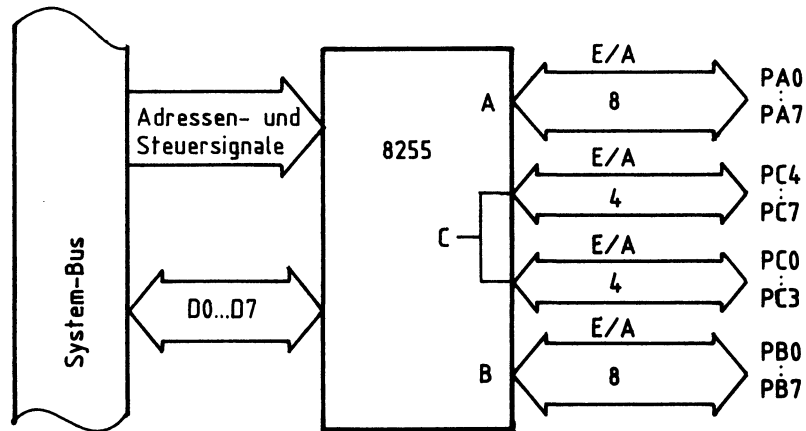 System-Bus
Adressen- und
Steuersignale
D0...D7
8255
A
C
B
E/A
8
PA0
⋮
PA7
E/A
4
PC4
⋮
PC7
E/A
4
PC0
⋮
PC3
E/A
8
PB0
⋮
PB7